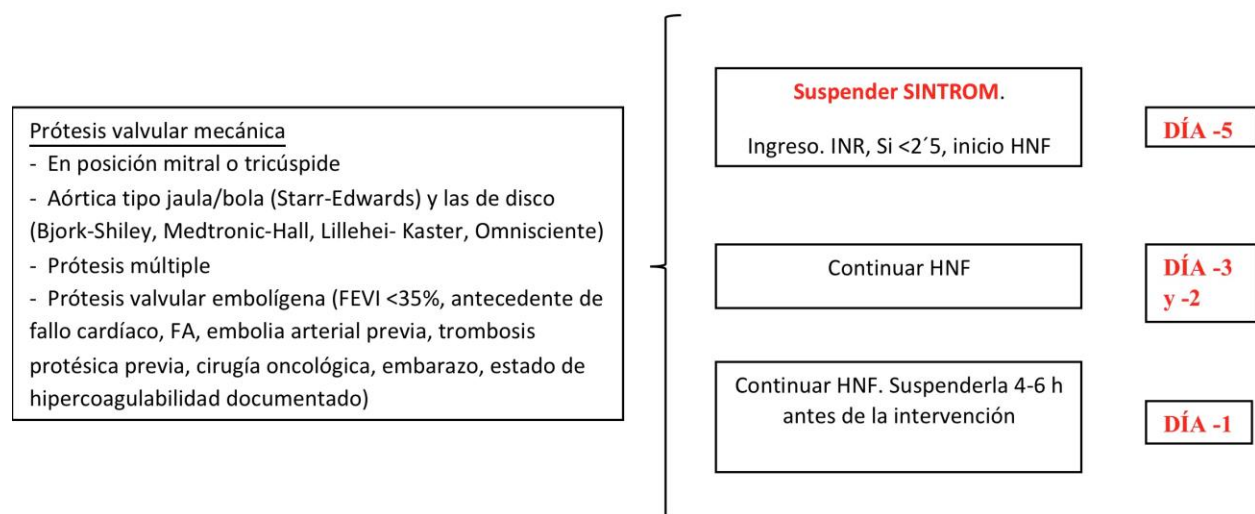 Prótesis valvular mecánica
- En posición mitral o tricúspide
- Aórtica tipo jaula/bola (Starr-Edwards) y las de disco
(Bjork-Shiley, Medtronic-Hall, Lillehei- Kaster, Omnisciente)
- Prótesis múltiple
- Prótesis valvular embolígena (FEVI <35%, antecedente de
fallo cardíaco, FA, embolia arterial previa, trombosis
protésica previa, cirugía oncológica, embarazo, estado de
hipercoagulabilidad documentado)
Suspender SINTROM.
Ingreso. INR, Si <2´5, inicio HNF
DÍA -5
Continuar HNF
DÍA -3
y -2
Continuar HNF. Suspenderla 4-6 h
antes de la intervención
DÍA -1